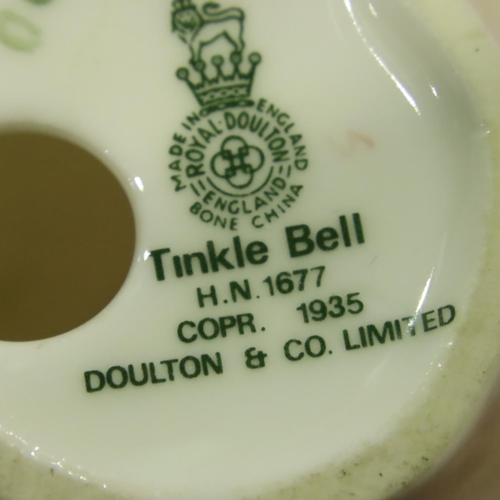 MADE IN ENGLAND
ROYAL·DOULTON
ENGLAND
BONE CHINA
Tinkle Bell
H.N. 1677
COPR. 1935
DOULTON & CO. LIMITED